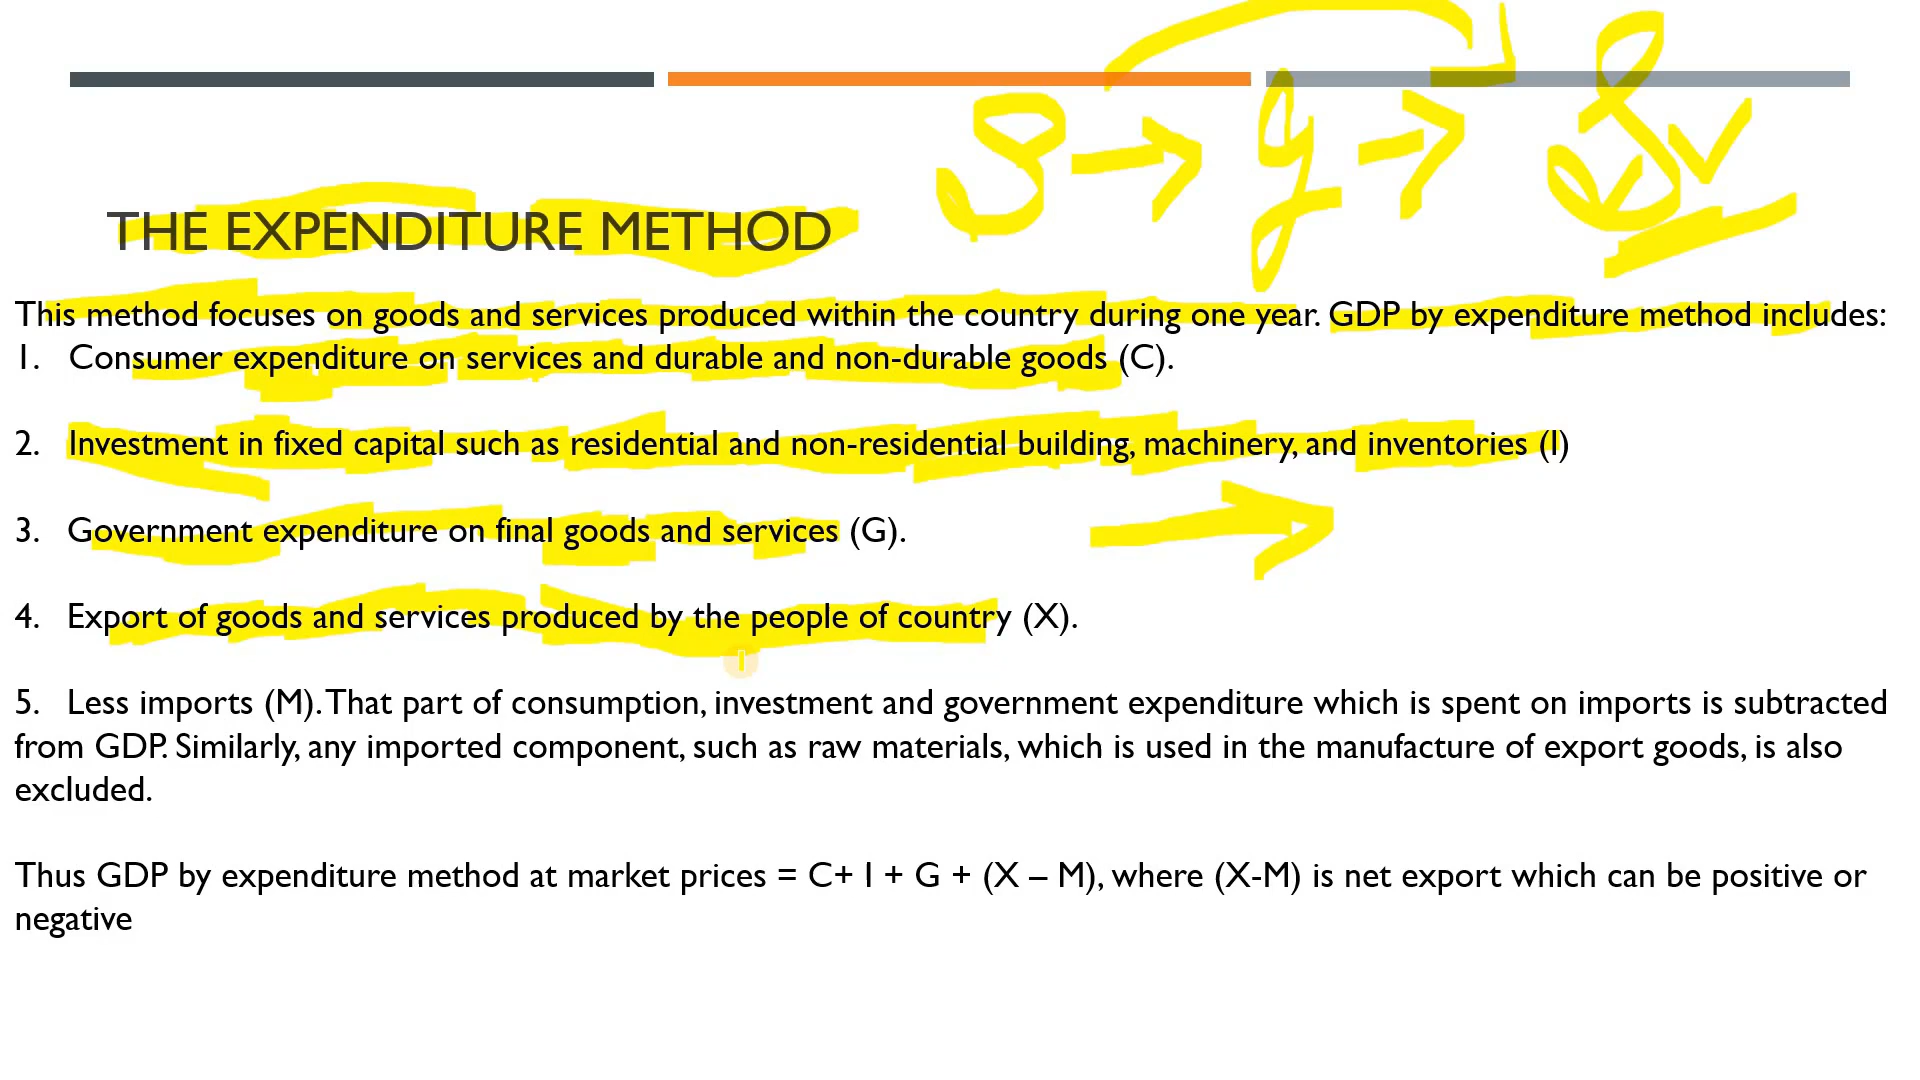 THE EXPENDITURE METHOD
This method focuses on goods and services produced within the country during one year. GDP by expenditure method includes:
1. Consumer expenditure on services and durable and non-durable goods (C).
2. Investment in fixed capital such as residential and non-residential building, machinery, and inventories (I)
3. Government expenditure on final goods and services (G).
4. Export of goods and services produced by the people of country (X).
5. Less imports (M). That part of consumption, investment and government expenditure which is spent on imports is subtracted
from GDP. Similarly, any imported component, such as raw materials, which is used in the manufacture of export goods, is also
excluded.
Thus GDP by expenditure method at market prices = C+ I + G + (X – M), where (X-M) is net export which can be positive or
negative